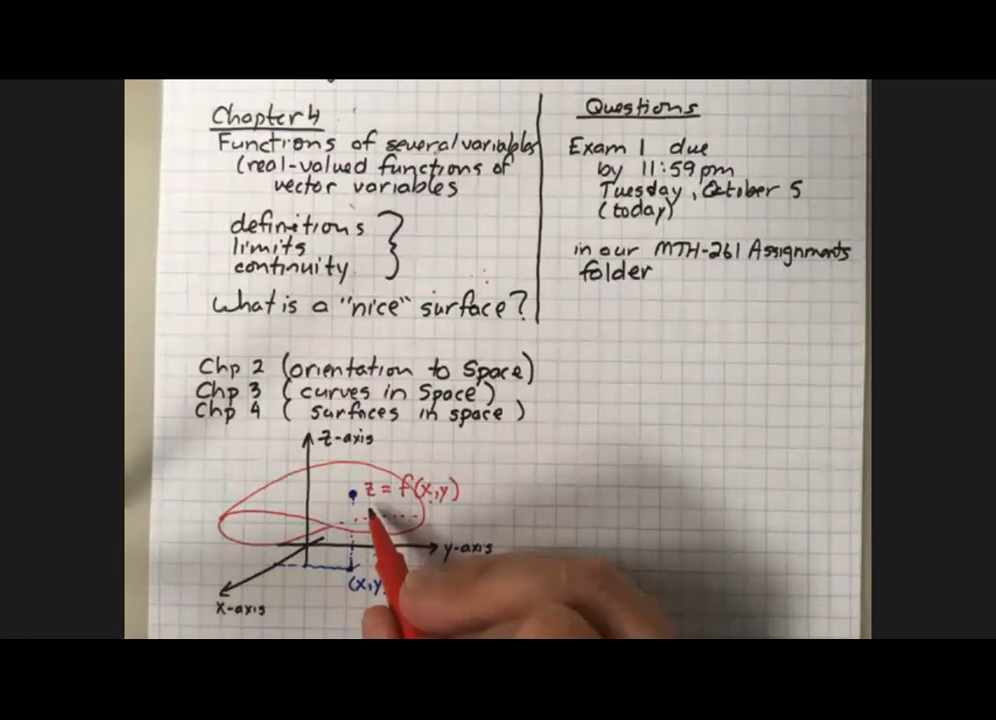 Chapter 4
Functions of several variables
(real-valued functions of
vector variables
definitions
limits
continuity
What is a "nice" surface?
Questions
Exam 1 due
by 11:59pm
Tuesday, October 5
(today)
in our MTH-261 Assignments
folder
Chp 2 (orientation to Space)
Chp 3 (curves in Space)
Chp 4 (surfaces in space)
z-axis
z = f(x,y)
y-axis
(x,y
x-axis